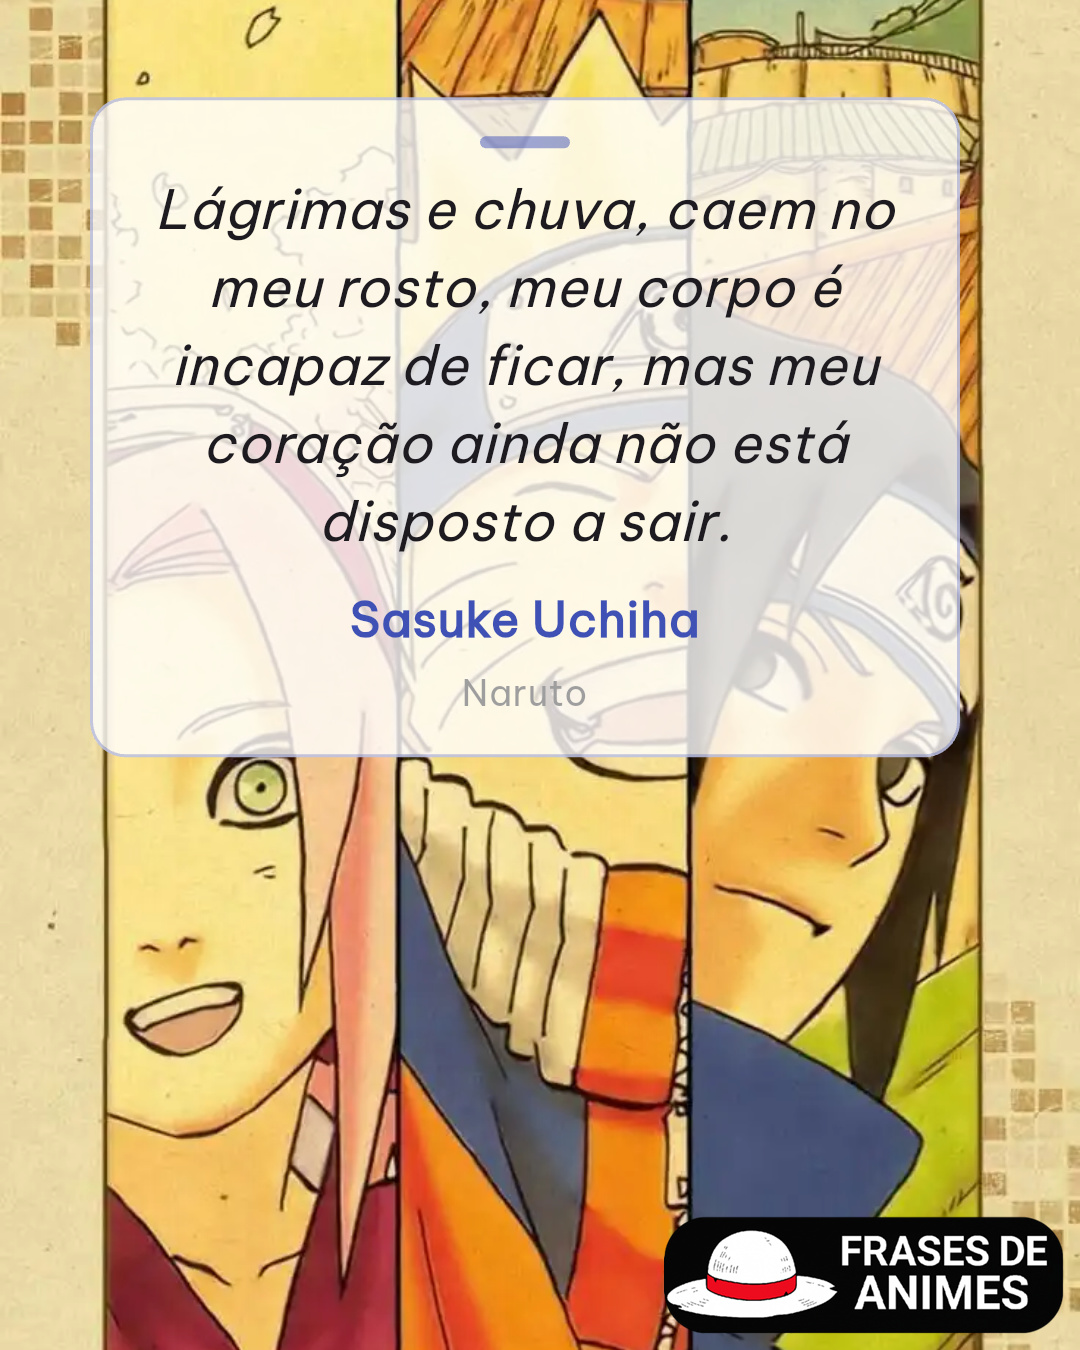 Lágrimas e chuva, caem no
meu rosto, meu corpo é
incapaz de ficar, mas meu
coração ainda não está
disposto a sair.
Sasuke Uchiha
Naruto
FRASES DE
ANIMES